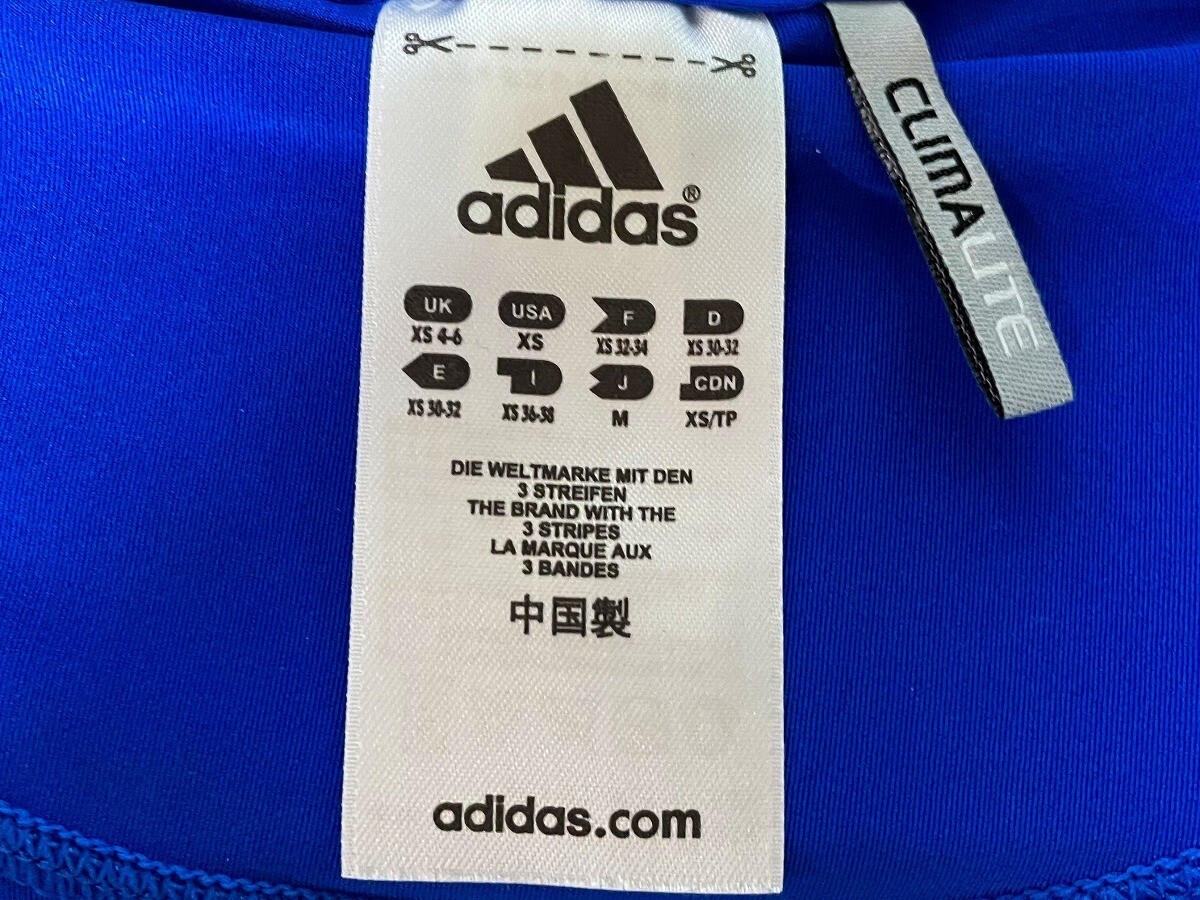 adidas®
UK USA F D
XS 4-6 XS XS 32-34 XS 30-32
E I J CDN
XS 30-32 XS 36-38 M XS/TP
DIE WELTMARKE MIT DEN
3 STREIFEN
THE BRAND WITH THE
3 STRIPES
LA MARQUE AUX
3 BANDES
中国製
adidas.com
CLIMALITE